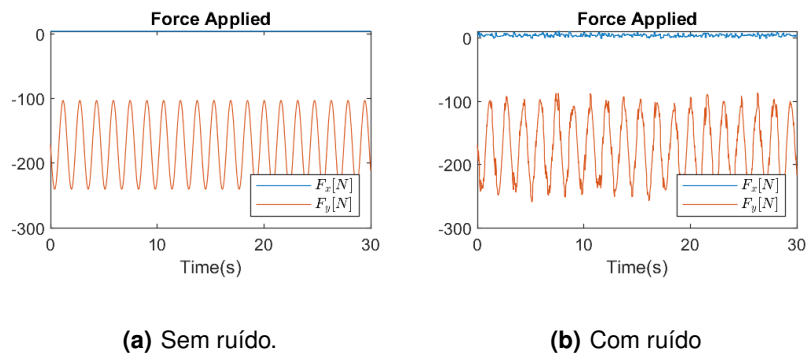 Force Applied
0
-100
-200
-300
0
10
20
30
Time(s)
F_x[N]
F_y[N]
(a) Sem ruído.
Force Applied
0
-100
-200
-300
0
10
20
30
Time(s)
F_x[N]
F_y[N]
(b) Com ruído